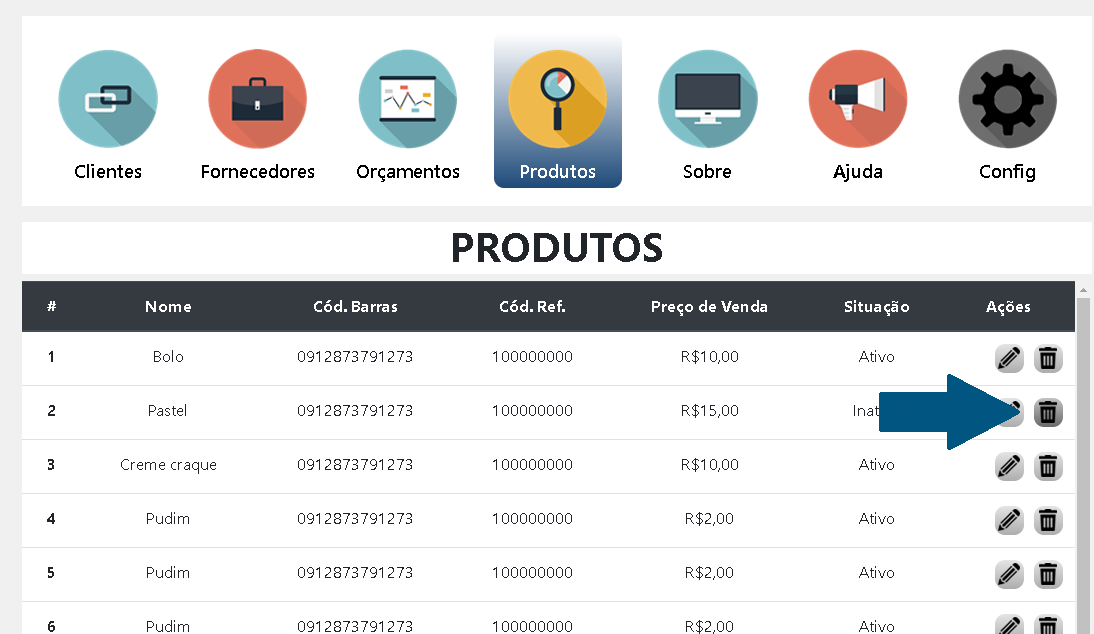 Clientes Fornecedores Orçamentos Produtos Sobre Ajuda Config
PRODUTOS
# Nome Cód. Barras Cód. Ref. Preço de Venda Situação Ações
1 Bolo 0912873791273 100000000 R$10,00 Ativo
2 Pastel 0912873791273 100000000 R$15,00
3 Creme craque 0912873791273 100000000 R$10,00 Ativo
4 Pudim 0912873791273 100000000 R$2,00 Ativo
5 Pudim 0912873791273 100000000 R$2,00 Ativo
6 Pudim 0912873791273 100000000 R$2,00 Ativo